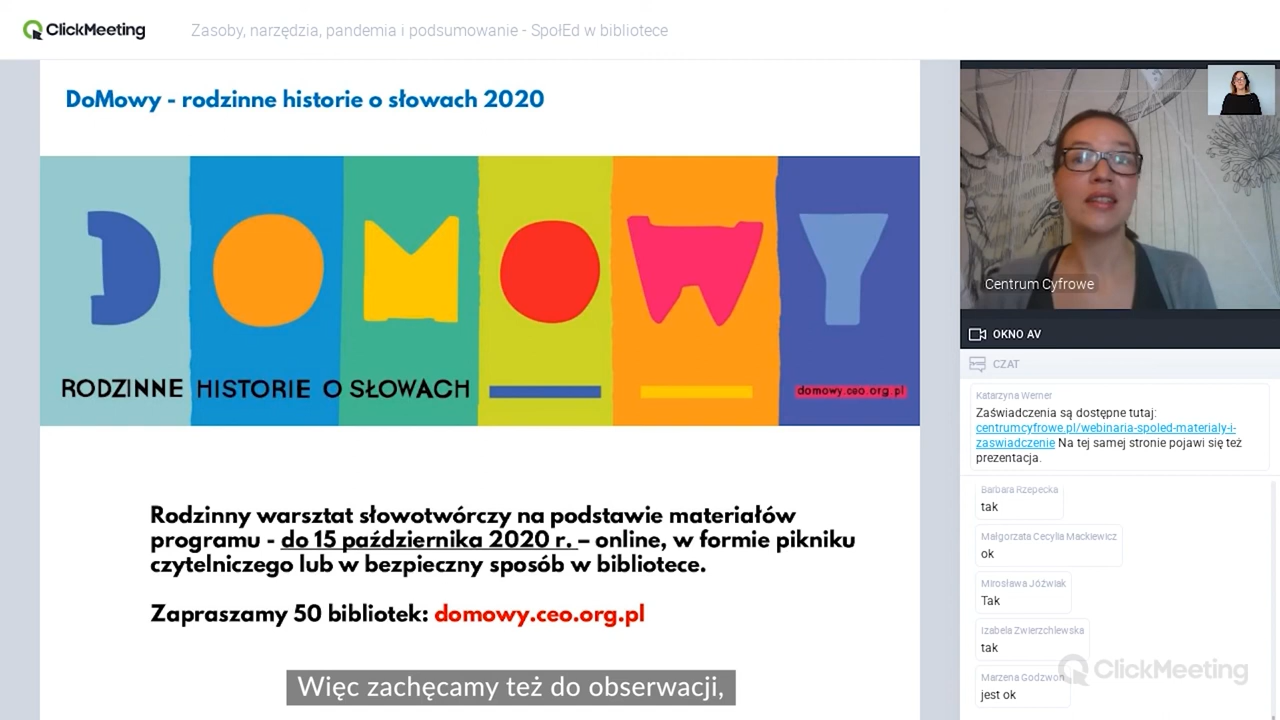 ClickMeeting
Zasoby, narzędzia, pandemia i podsumowanie - SpołEd w bibliotece
DoMowy - rodzinne historie o słowach 2020
DOMOWY
RODZINNE HISTORIE O SŁOWACH
domowy.ceo.org.pl
Rodzinny warsztat słowotwórczy na podstawie materiałów
programu - do 15 października 2020 r. – online, w formie pikniku
czytelniczego lub w bezpieczny sposób w bibliotece.
Zapraszamy 50 bibliotek: domowy.ceo.org.pl
Więc zachęcamy też do obserwacji,
Centrum Cyfrowe
OKNO AV
CZAT
Katarzyna Werner
Zaświadczenia są dostępne tutaj:
centrumcyfrowe.pl/webinaria-spoled-materialy-i-
zaswiadczenie Na tej samej stronie pojawi się też
prezentacja.
Barbara Rzepecka
tak
Małgorzata Cecylia Mackiewicz
ok
Mirosława Jóźwiak
Tak
Izabela Zwierzchlewska
tak
Marzena Godzwon
jest ok
ClickMeeting